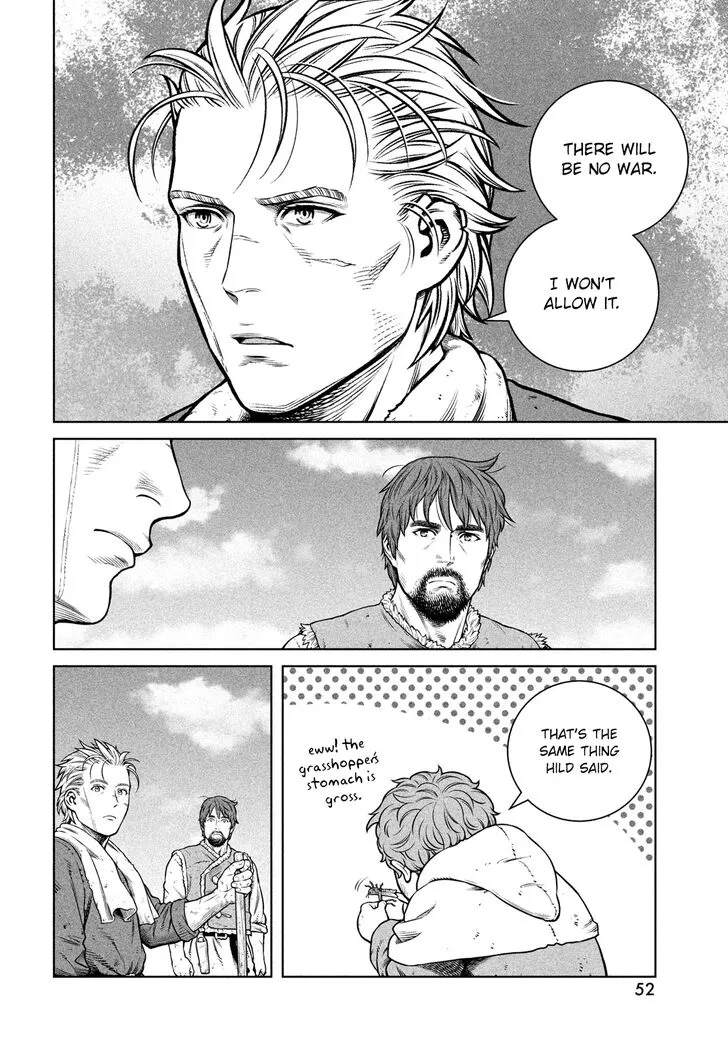 THERE WILL
BE NO WAR.
I WON'T
ALLOW IT.
eww! the
grasshopper's
stomach is
gross.
THAT'S THE
SAME THING
HILD SAID.
52